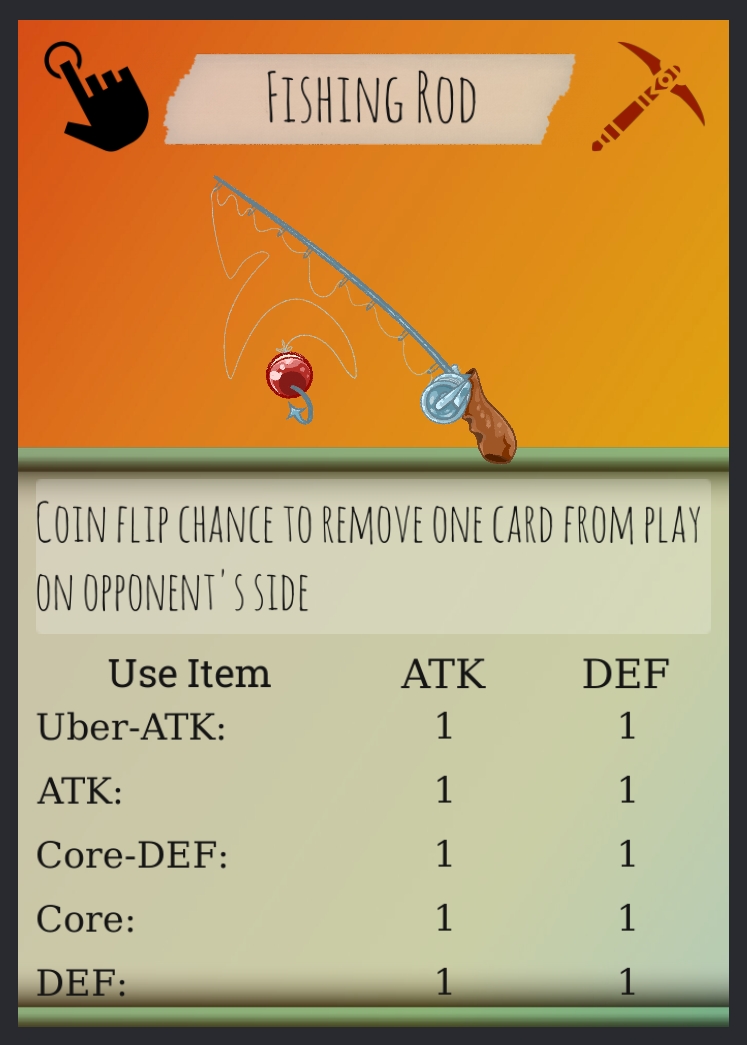 Fishing Rod
Coin flip chance to remove one card from play
on opponent's side
Use Item ATK DEF
Uber-ATK: 1 1
ATK: 1 1
Core-DEF: 1 1
Core: 1 1
DEF: 1 1